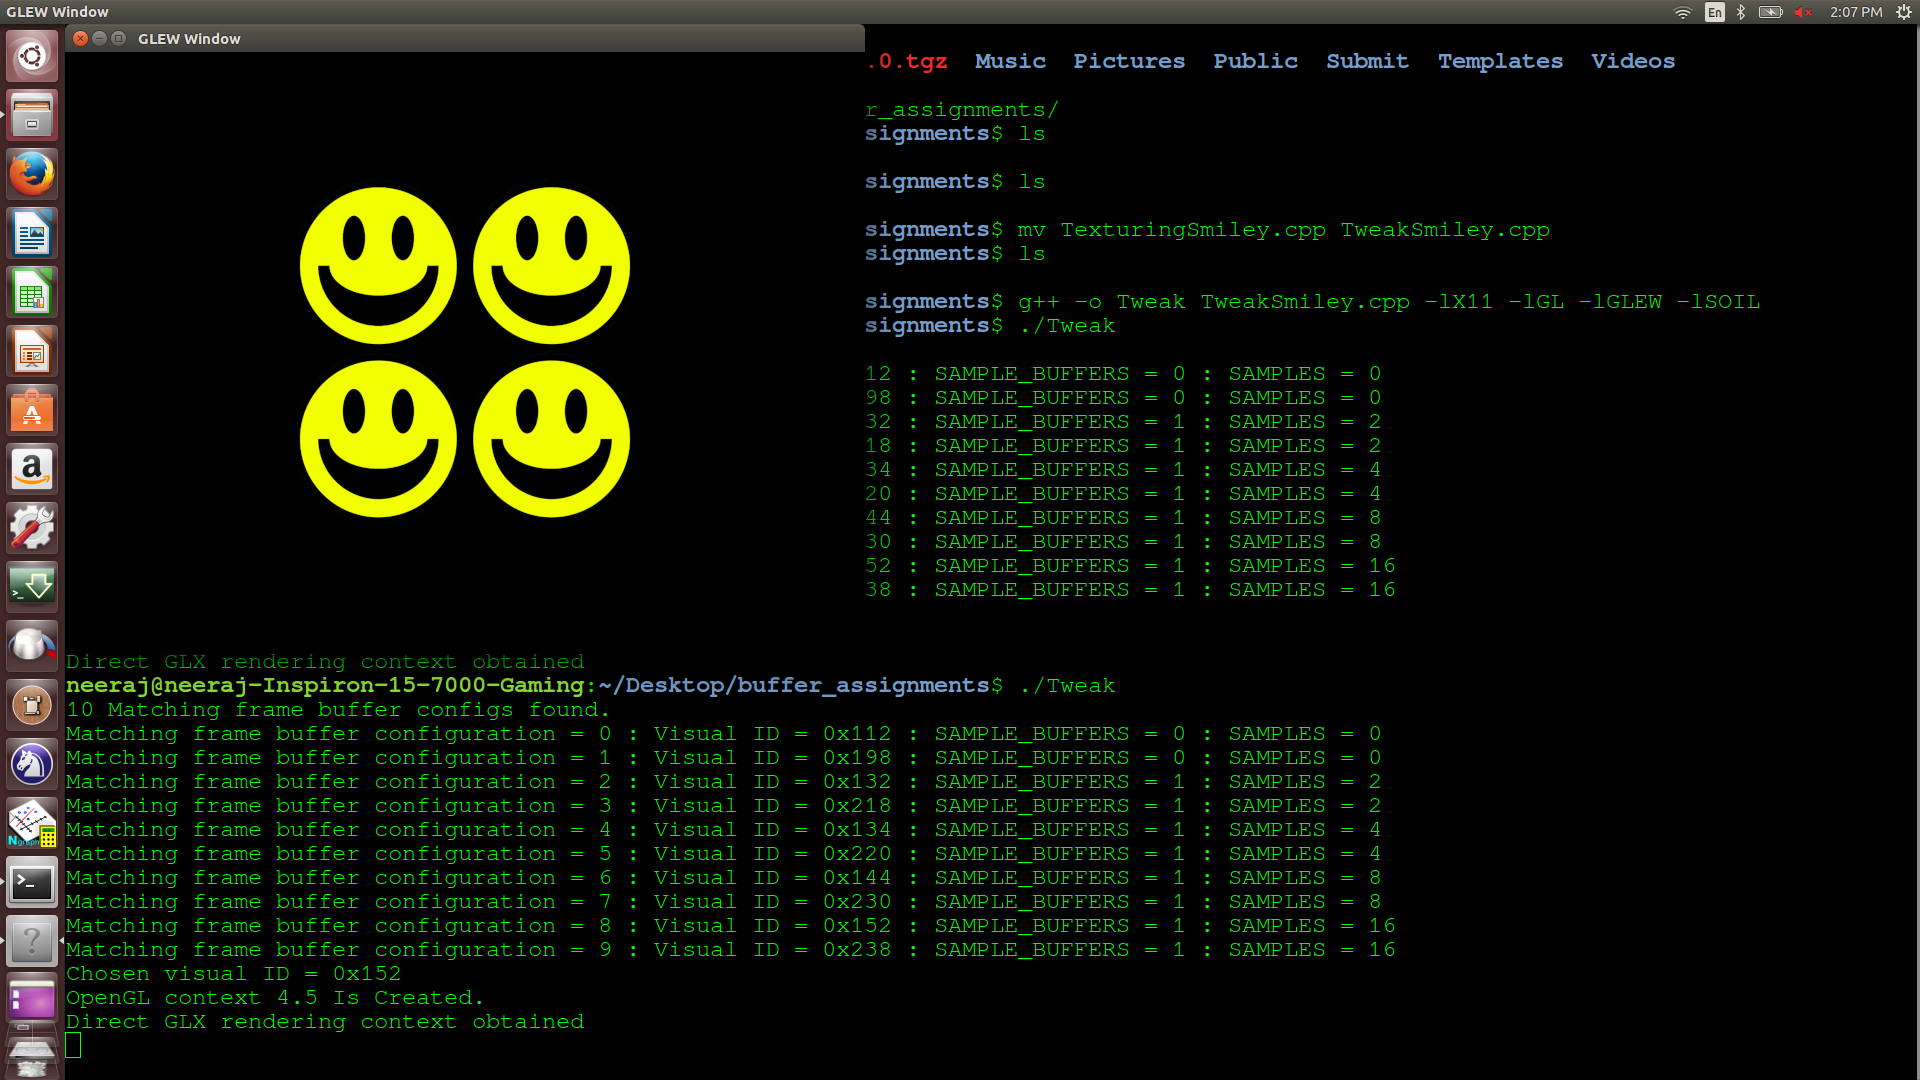 GLEW Window
En
2:07 PM
GLEW Window
.0.tgz Music Pictures Public Submit Templates Videos
r_assignments/
signments$ ls
signments$ ls
signments$ mv TexturingSmiley.cpp TweakSmiley.cpp
signments$ ls
signments$ g++ -o Tweak TweakSmiley.cpp -lX11 -lGL -lGLEW -lSOIL
signments$ ./Tweak
12 : SAMPLE_BUFFERS = 0 : SAMPLES = 0
98 : SAMPLE_BUFFERS = 0 : SAMPLES = 0
32 : SAMPLE_BUFFERS = 1 : SAMPLES = 2
18 : SAMPLE_BUFFERS = 1 : SAMPLES = 2
34 : SAMPLE_BUFFERS = 1 : SAMPLES = 4
20 : SAMPLE_BUFFERS = 1 : SAMPLES = 4
44 : SAMPLE_BUFFERS = 1 : SAMPLES = 8
30 : SAMPLE_BUFFERS = 1 : SAMPLES = 8
52 : SAMPLE_BUFFERS = 1 : SAMPLES = 16
38 : SAMPLE_BUFFERS = 1 : SAMPLES = 16
Direct GLX rendering context obtained
neeraj@neeraj-Inspiron-15-7000-Gaming:~/Desktop/buffer_assignments$ ./Tweak
10 Matching frame buffer configs found.
Matching frame buffer configuration = 0 : Visual ID = 0x112 : SAMPLE_BUFFERS = 0 : SAMPLES = 0
Matching frame buffer configuration = 1 : Visual ID = 0x198 : SAMPLE_BUFFERS = 0 : SAMPLES = 0
Matching frame buffer configuration = 2 : Visual ID = 0x132 : SAMPLE_BUFFERS = 1 : SAMPLES = 2
Matching frame buffer configuration = 3 : Visual ID = 0x218 : SAMPLE_BUFFERS = 1 : SAMPLES = 2
Matching frame buffer configuration = 4 : Visual ID = 0x134 : SAMPLE_BUFFERS = 1 : SAMPLES = 4
Matching frame buffer configuration = 5 : Visual ID = 0x220 : SAMPLE_BUFFERS = 1 : SAMPLES = 4
Matching frame buffer configuration = 6 : Visual ID = 0x144 : SAMPLE_BUFFERS = 1 : SAMPLES = 8
Matching frame buffer configuration = 7 : Visual ID = 0x230 : SAMPLE_BUFFERS = 1 : SAMPLES = 8
Matching frame buffer configuration = 8 : Visual ID = 0x152 : SAMPLE_BUFFERS = 1 : SAMPLES = 16
Matching frame buffer configuration = 9 : Visual ID = 0x238 : SAMPLE_BUFFERS = 1 : SAMPLES = 16
Chosen visual ID = 0x152
OpenGL context 4.5 Is Created.
Direct GLX rendering context obtained